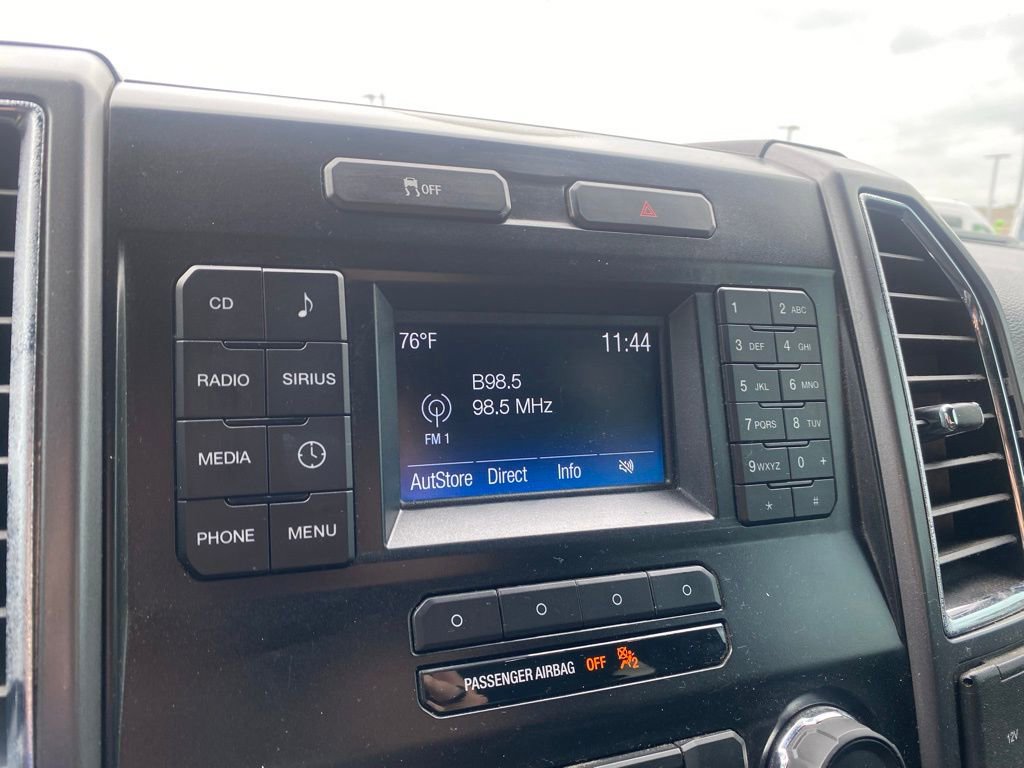 OFF
CD
RADIO SIRIUS
MEDIA
PHONE MENU
76°F 11:44
B98.5
98.5 MHz
FM 1
AutStore Direct Info
1 2 ABC
3 DEF 4 GHI
5 JKL 6 MNO
7 PQRS 8 TUV
9 WXYZ 0 +
* #
PASSENGER AIRBAG OFF 2
12V